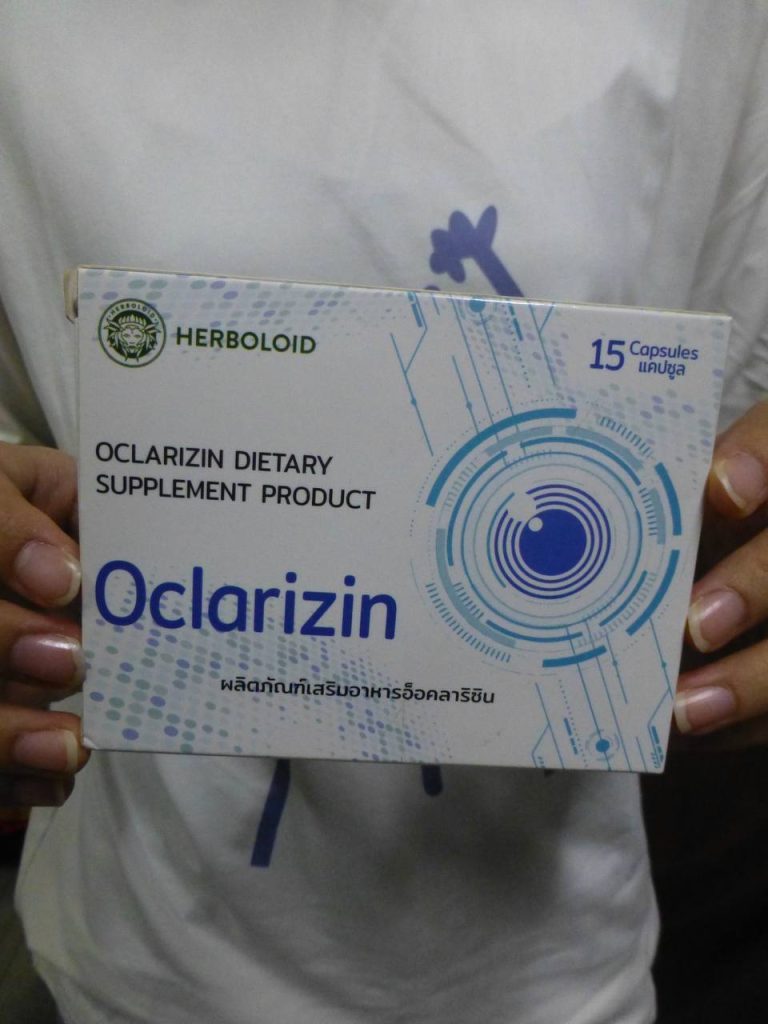 HERBOLOID
HERBOLOID
15 Capsules
แคปซูล
OCLARIZIN DIETARY
SUPPLEMENT PRODUCT
Oclarizin
ผลิตภัณฑ์เสริมอาหารอ็อคลาริซิน